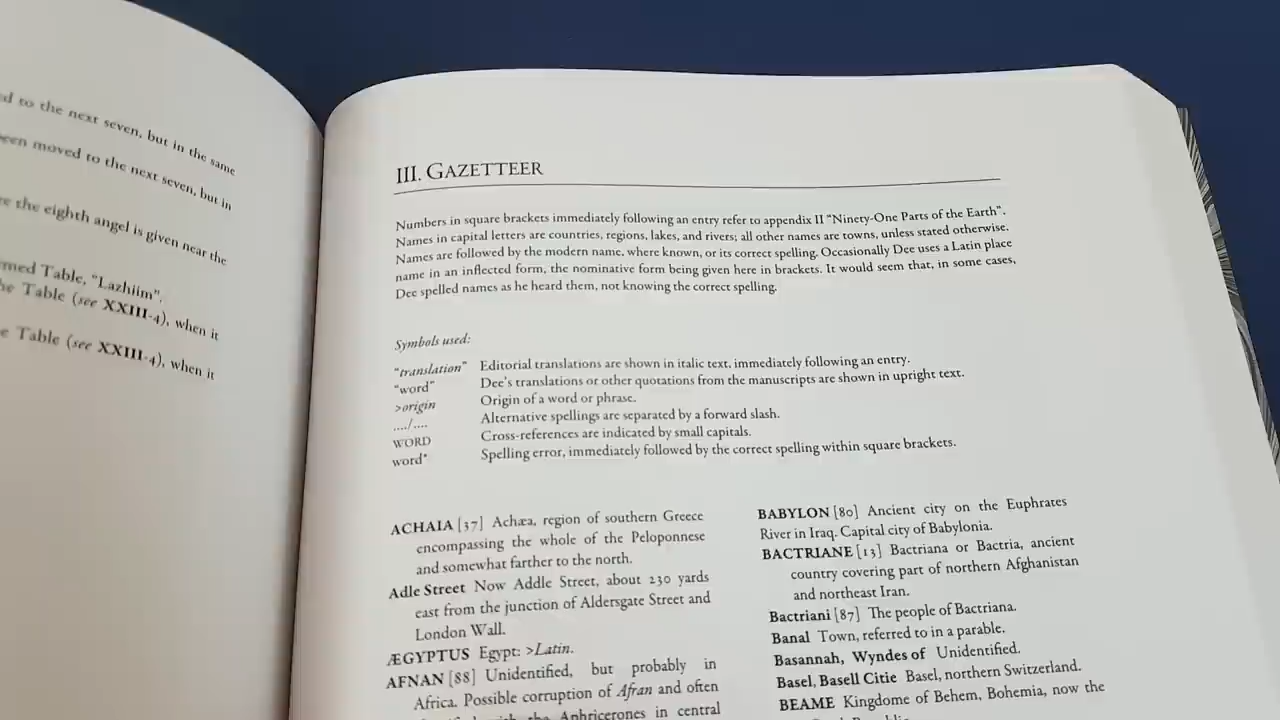 d to the next seven, but in the same
been moved to the next seven, but in
e the eighth angel is given near the
med Table, "Lazhiim".
he Table (see XXIII-4), when it
e Table (see XXIII-4), when it
III. GAZETTEER
Numbers in square brackets immediately following an entry refer to appendix II "Ninety-One Parts of the Earth".
Names in capital letters are countries, regions, lakes, and rivers; all other names are towns, unless stated otherwise.
Names are followed by the modern name, where known, or its correct spelling. Occasionally Dee uses a Latin place
name in an inflected form, the nominative form being given here in brackets. It would seem that, in some cases,
Dee spelled names as he heard them, not knowing the correct spelling.
Symbols used:
"translation" Editorial translations are shown in italic text, immediately following an entry.
"word" Dee's translations or other quotations from the manuscripts are shown in upright text.
>origin Origin of a word or phrase.
..../.... Alternative spellings are separated by a forward slash.
WORD Cross-references are indicated by small capitals.
word* Spelling error, immediately followed by the correct spelling within square brackets.
ACHAIA [37] Achæa, region of southern Greece
encompassing the whole of the Peloponnese
and somewhat farther to the north.
Adle Street Now Addle Street, about 230 yards
east from the junction of Aldersgate Street and
London Wall.
ÆGYPTUS Egypt: >Latin.
AFNAN [88] Unidentified, but probably in
Africa. Possible corruption of Afran and often
the Aphricerones in central
BABYLON [80] Ancient city on the Euphrates
River in Iraq. Capital city of Babylonia.
BACTRIANE [13] Bactriana or Bactria, ancient
country covering part of northern Afghanistan
and northeast Iran.
Bactriani [87] The people of Bactriana.
Banal Town, referred to in a parable.
Basannah, Wyndes of Unidentified.
Basel, Basell Citie Basel, northern Switzerland.
BEAME Kingdome of Behem, Bohemia, now the